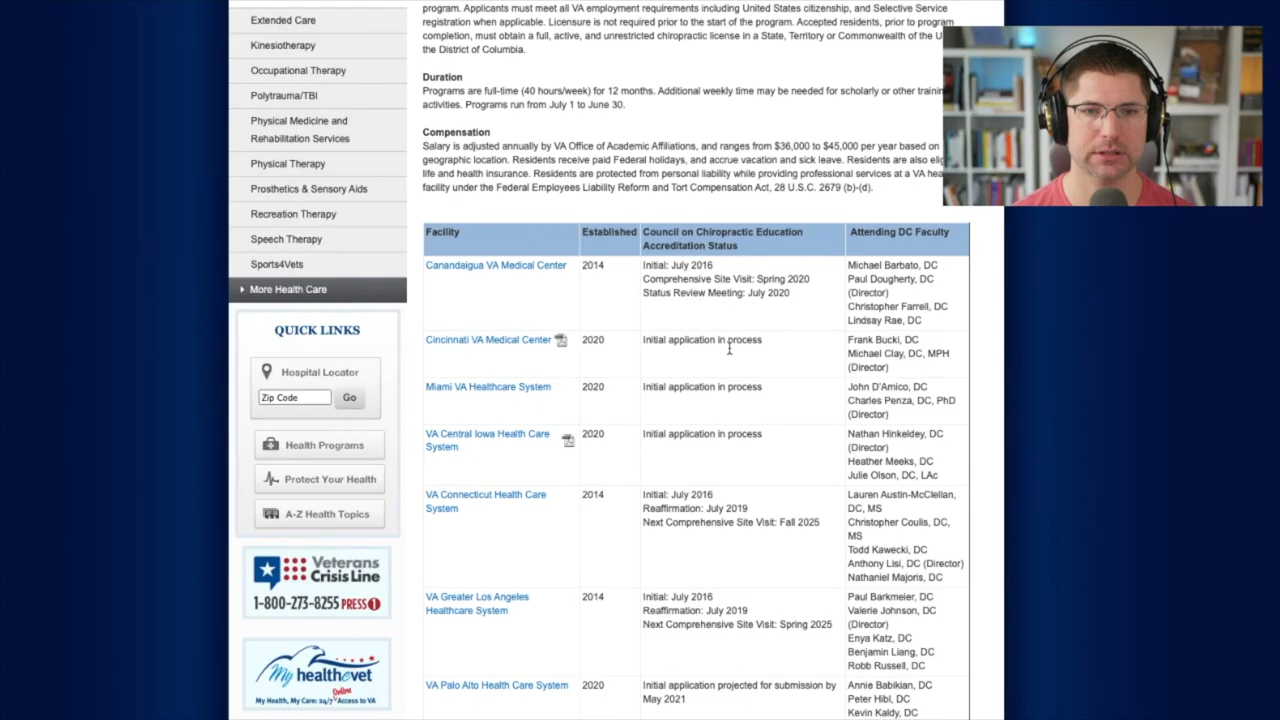 Extended Care
Kinesiotherapy
Occupational Therapy
Polytrauma/TBI
Physical Medicine and
Rehabilitation Services
Physical Therapy
Prosthetics & Sensory Aids
Recreation Therapy
Speech Therapy
Sports4Vets
More Health Care
QUICK LINKS
Hospital Locator
Zip Code
Go
Health Programs
Protect Your Health
A-Z Health Topics
Veterans
Crisis Line
1-800-273-8255 PRESS 1
My healthevet
My Health, My Care: 24/7 Online Access to VA
program. Applicants must meet all VA employment requirements including United States citizenship, and Selective Service
registration when applicable. Licensure is not required prior to the start of the program. Accepted residents, prior to program
completion, must obtain a full, active, and unrestricted chiropractic license in a State, Territory or Commonwealth of the U
the District of Columbia.
Duration
Programs are full-time (40 hours/week) for 12 months. Additional weekly time may be needed for scholarly or other
activities. Programs run from July 1 to June 30.
Compensation
Salary is adjusted annually by VA Office of Academic Affiliations, and ranges from $36,000 to $45,000 per year based on
geographic location. Residents receive paid Federal holidays, and accrue vacation and sick leave. Residents are also
life and health insurance. Residents are protected from personal liability while providing professional services at a VA
facility under the Federal Employees Liability Reform and Tort Compensation Act, 28 U.S.C. 2679 (b)-(d).
Facility Established Council on Chiropractic Education Attending DC Faculty
Accreditation Status
Canandaigua VA Medical Center 2014 Initial: July 2016 Michael Barbato, DC
Comprehensive Site Visit: Spring 2020 Paul Dougherty, DC
Status Review Meeting: July 2020 (Director)
Christopher Farrell, DC
Lindsay Rae, DC
Cincinnati VA Medical Center 2020 Initial application in process Frank Bucki, DC
Michael Clay, DC, MPH
(Director)
Miami VA Healthcare System 2020 Initial application in process John D'Amico, DC
Charles Penza, DC, PhD
(Director)
VA Central Iowa Health Care 2020 Initial application in process Nathan Hinkeldey, DC
System (Director)
Heather Meeks, DC
Julie Olson, DC, LAc
VA Connecticut Health Care 2014 Initial: July 2016 Lauren Austin-McClellan,
System Reaffirmation: July 2019 DC, MS
Next Comprehensive Site Visit: Fall 2025 Christopher Coulis, DC,
MS
Todd Kawecki, DC
Anthony Lisi, DC (Director)
Nathaniel Majoris, DC
VA Greater Los Angeles 2014 Initial: July 2016 Paul Barkmeier, DC
Healthcare System Reaffirmation: July 2019 Valerie Johnson, DC
Next Comprehensive Site Visit: Spring 2025 (Director)
Enya Katz, DC
Benjamin Liang, DC
Robb Russell, DC
VA Palo Alto Health Care System 2020 Initial application projected for submission by Annie Babikian, DC
May 2021 Peter Hibl, DC
Kevin Kaldy, DC